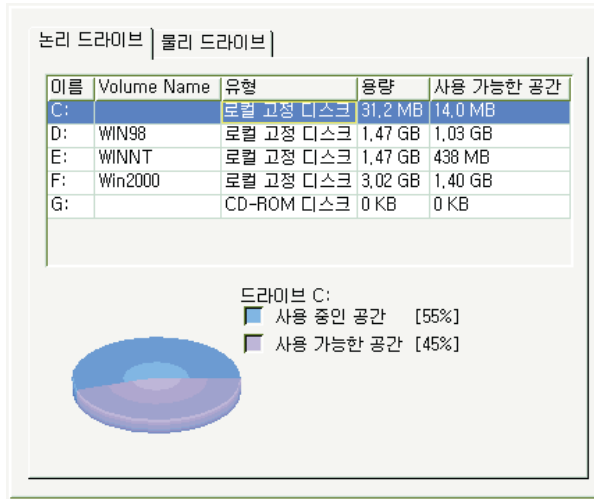 논리 드라이브 물리 드라이브
이름 Volume Name 유형 용량 사용 가능한 공간
C: 로컬 고정 디스크 31,2 MB 14,0 MB
D: WIN98 로컬 고정 디스크 1,47 GB 1,03 GB
E: WINNT 로컬 고정 디스크 1,47 GB 438 MB
F: Win2000 로컬 고정 디스크 3,02 GB 1,40 GB
G: CD-ROM 디스크 0 KB 0 KB
드라이브 C:
사용 중인 공간 [55%]
사용 가능한 공간 [45%]